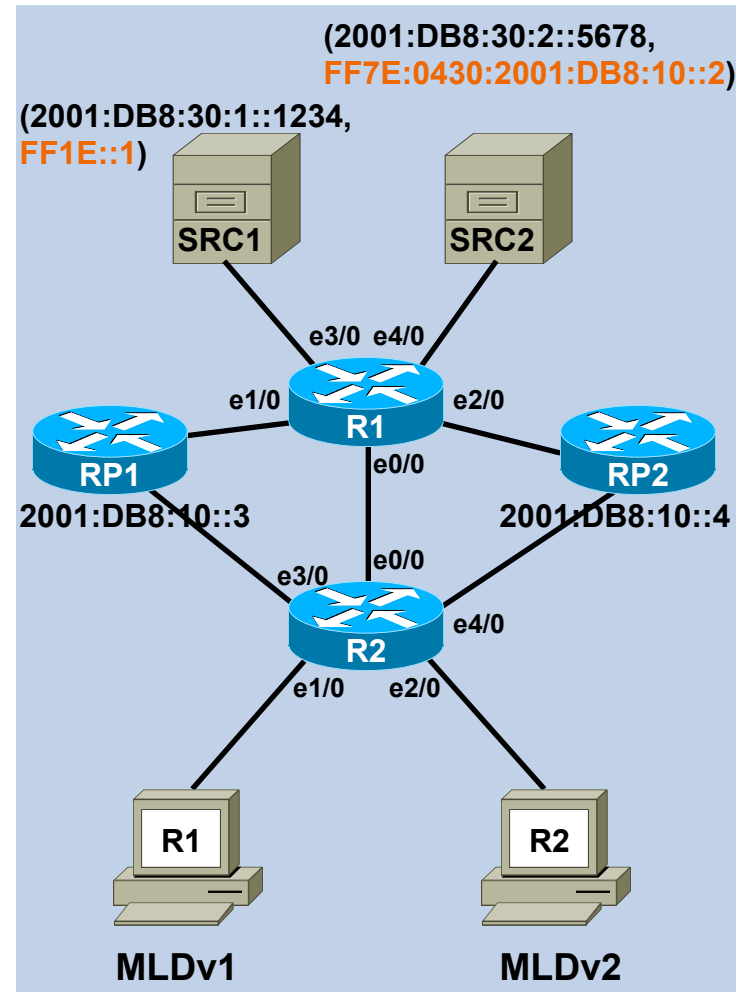 (2001:DB8:30:2::5678,
FF7E:0430:2001:DB8:10::2)
(2001:DB8:30:1::1234,
FF1E::1)
SRC1
SRC2
e3/0 e4/0
e1/0
e2/0
R1
e0/0
RP1
RP2
2001:DB8:10::3
2001:DB8:10::4
e0/0
e3/0
e4/0
R2
e1/0
e2/0
R1
R2
MLDv1
MLDv2